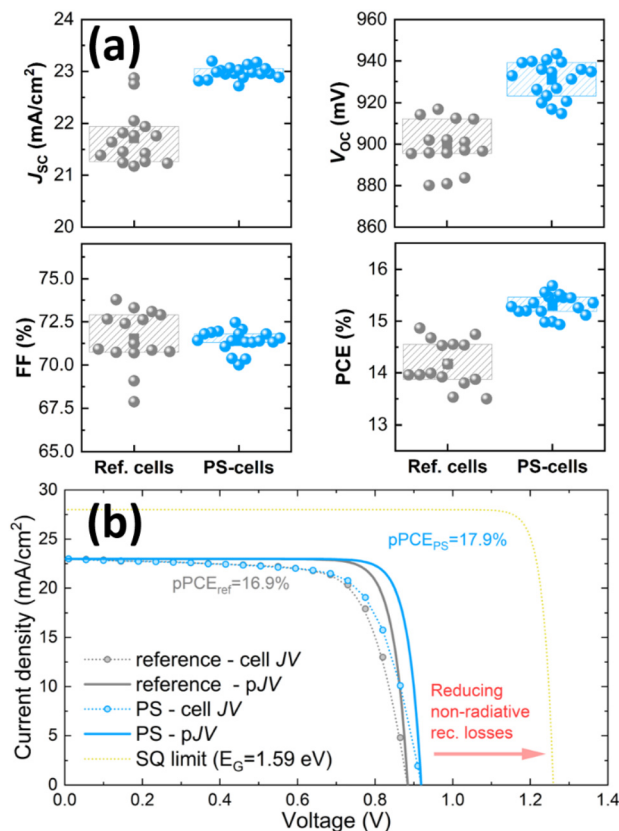 (a)
J_SC (mA/cm²)
24
23
22
21
20
V_OC (mV)
960
940
920
900
880
860
FF (%)
75.0
72.5
70.0
67.5
65.0
Ref. cells PS-cells
PCE (%)
16
15
14
13
Ref. cells PS-cells
(b)
Current density (mA/cm²)
30
25
20
15
10
5
0
pPCE_PS=17.9%
pPCE_ref=16.9%
reference - cell JV
reference - pJV
PS - cell JV
PS - pJV
SQ limit (E_G=1.59 eV)
Reducing
non-radiative
rec. losses
0.0 0.2 0.4 0.6 0.8 1.0 1.2 1.4
Voltage (V)